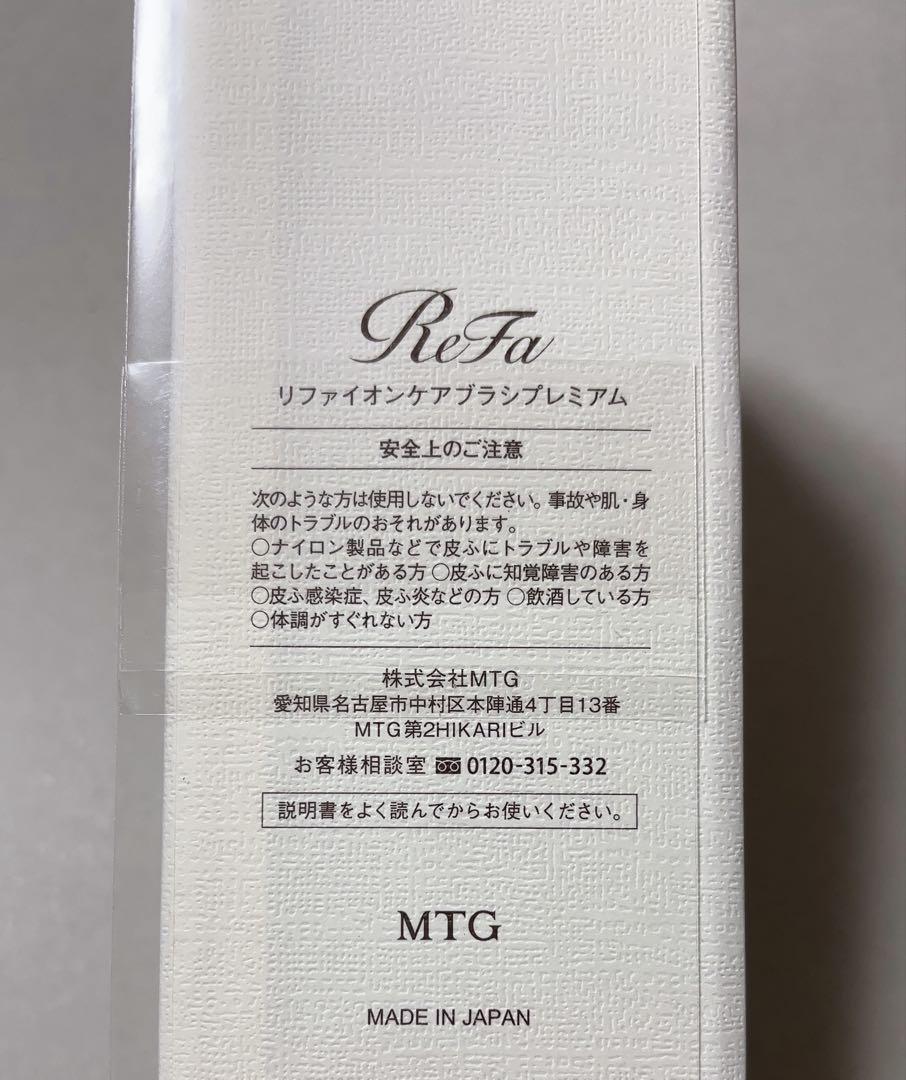 ReFa
リファイオンケアブラシプレミアム
安全上のご注意
次のような方は使用しないでください。事故や肌・身
体のトラブルのおそれがあります。
○ナイロン製品などで皮ふにトラブルや障害を
起こしたことがある方 ○皮ふに知覚障害のある方
○皮ふ感染症、皮ふ炎などの方 ○飲酒している方
○体調がすぐれない方
株式会社MTG
愛知県名古屋市中村区本陣通4丁目13番
MTG第2HIKARIビル
お客様相談室 0120-315-332
説明書をよく読んでからお使いください。
MTG
MADE IN JAPAN